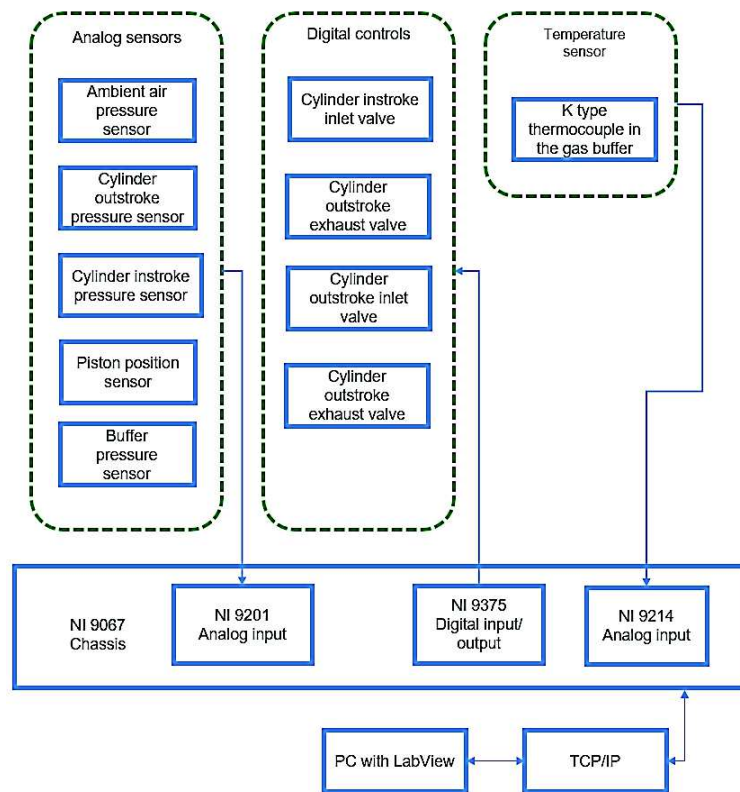 Analog sensors
Ambient air
pressure
sensor
Cylinder
outstroke
pressure sensor
Cylinder instroke
pressure sensor
Piston position
sensor
Buffer
pressure
sensor
Digital controls
Cylinder instroke
inlet valve
Cylinder
outstroke
exhaust valve
Cylinder
outstroke inlet
valve
Cylinder
outstroke
exhaust valve
Temperature
sensor
K type
thermocouple in
the gas buffer
NI 9067
Chassis
NI 9201
Analog input
NI 9375
Digital input/
output
NI 9214
Analog input
PC with LabView
TCP/IP